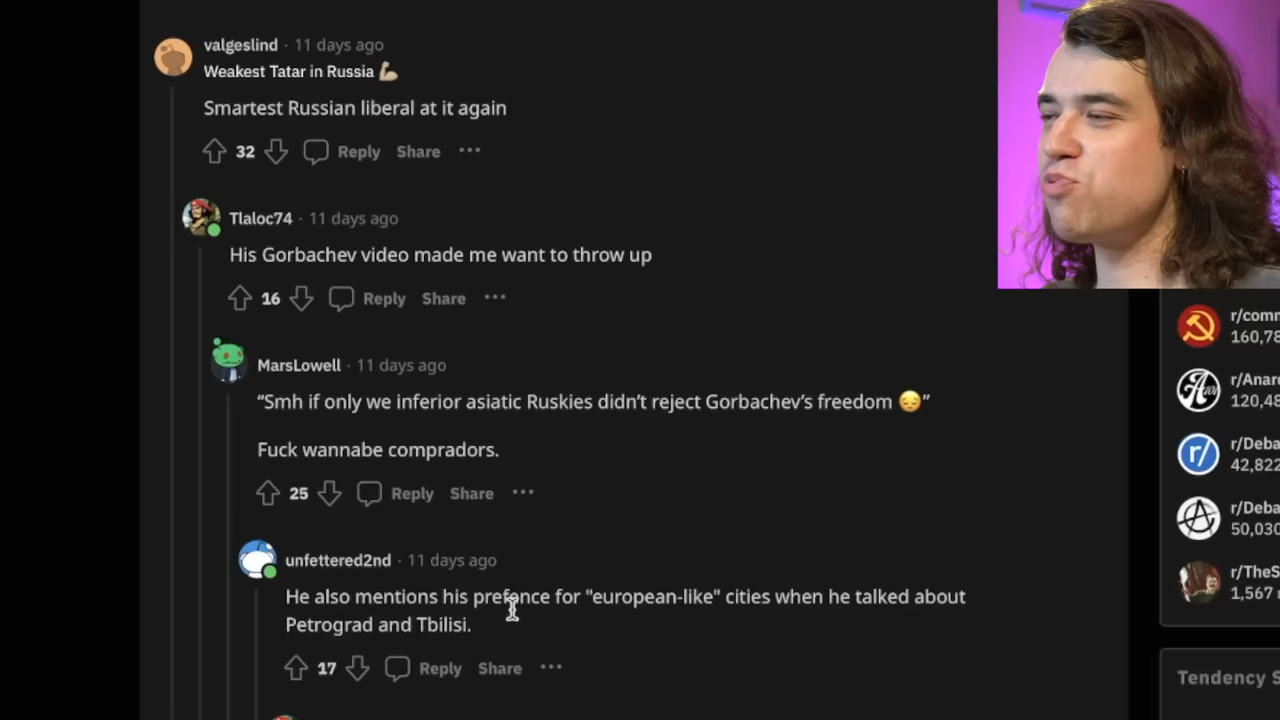 valgeslind · 11 days ago
Weakest Tatar in Russia 💪🏼
Smartest Russian liberal at it again
32 Reply Share ···
Tlaloc74 · 11 days ago
His Gorbachev video made me want to throw up
16 Reply Share ···
MarsLowell · 11 days ago
“Smh if only we inferior asiatic Ruskies didn’t reject Gorbachev’s freedom 😔”
Fuck wannabe compradors.
25 Reply Share ···
unfettered2nd · 11 days ago
He also mentions his prefence for "european-like" cities when he talked about
Petrograd and Tbilisi.
17 Reply Share ···
r/comm
160,78
r/Anar
120,48
r/Deba
42,822
r/Deba
50,030
r/TheS
1,567
Tendency S